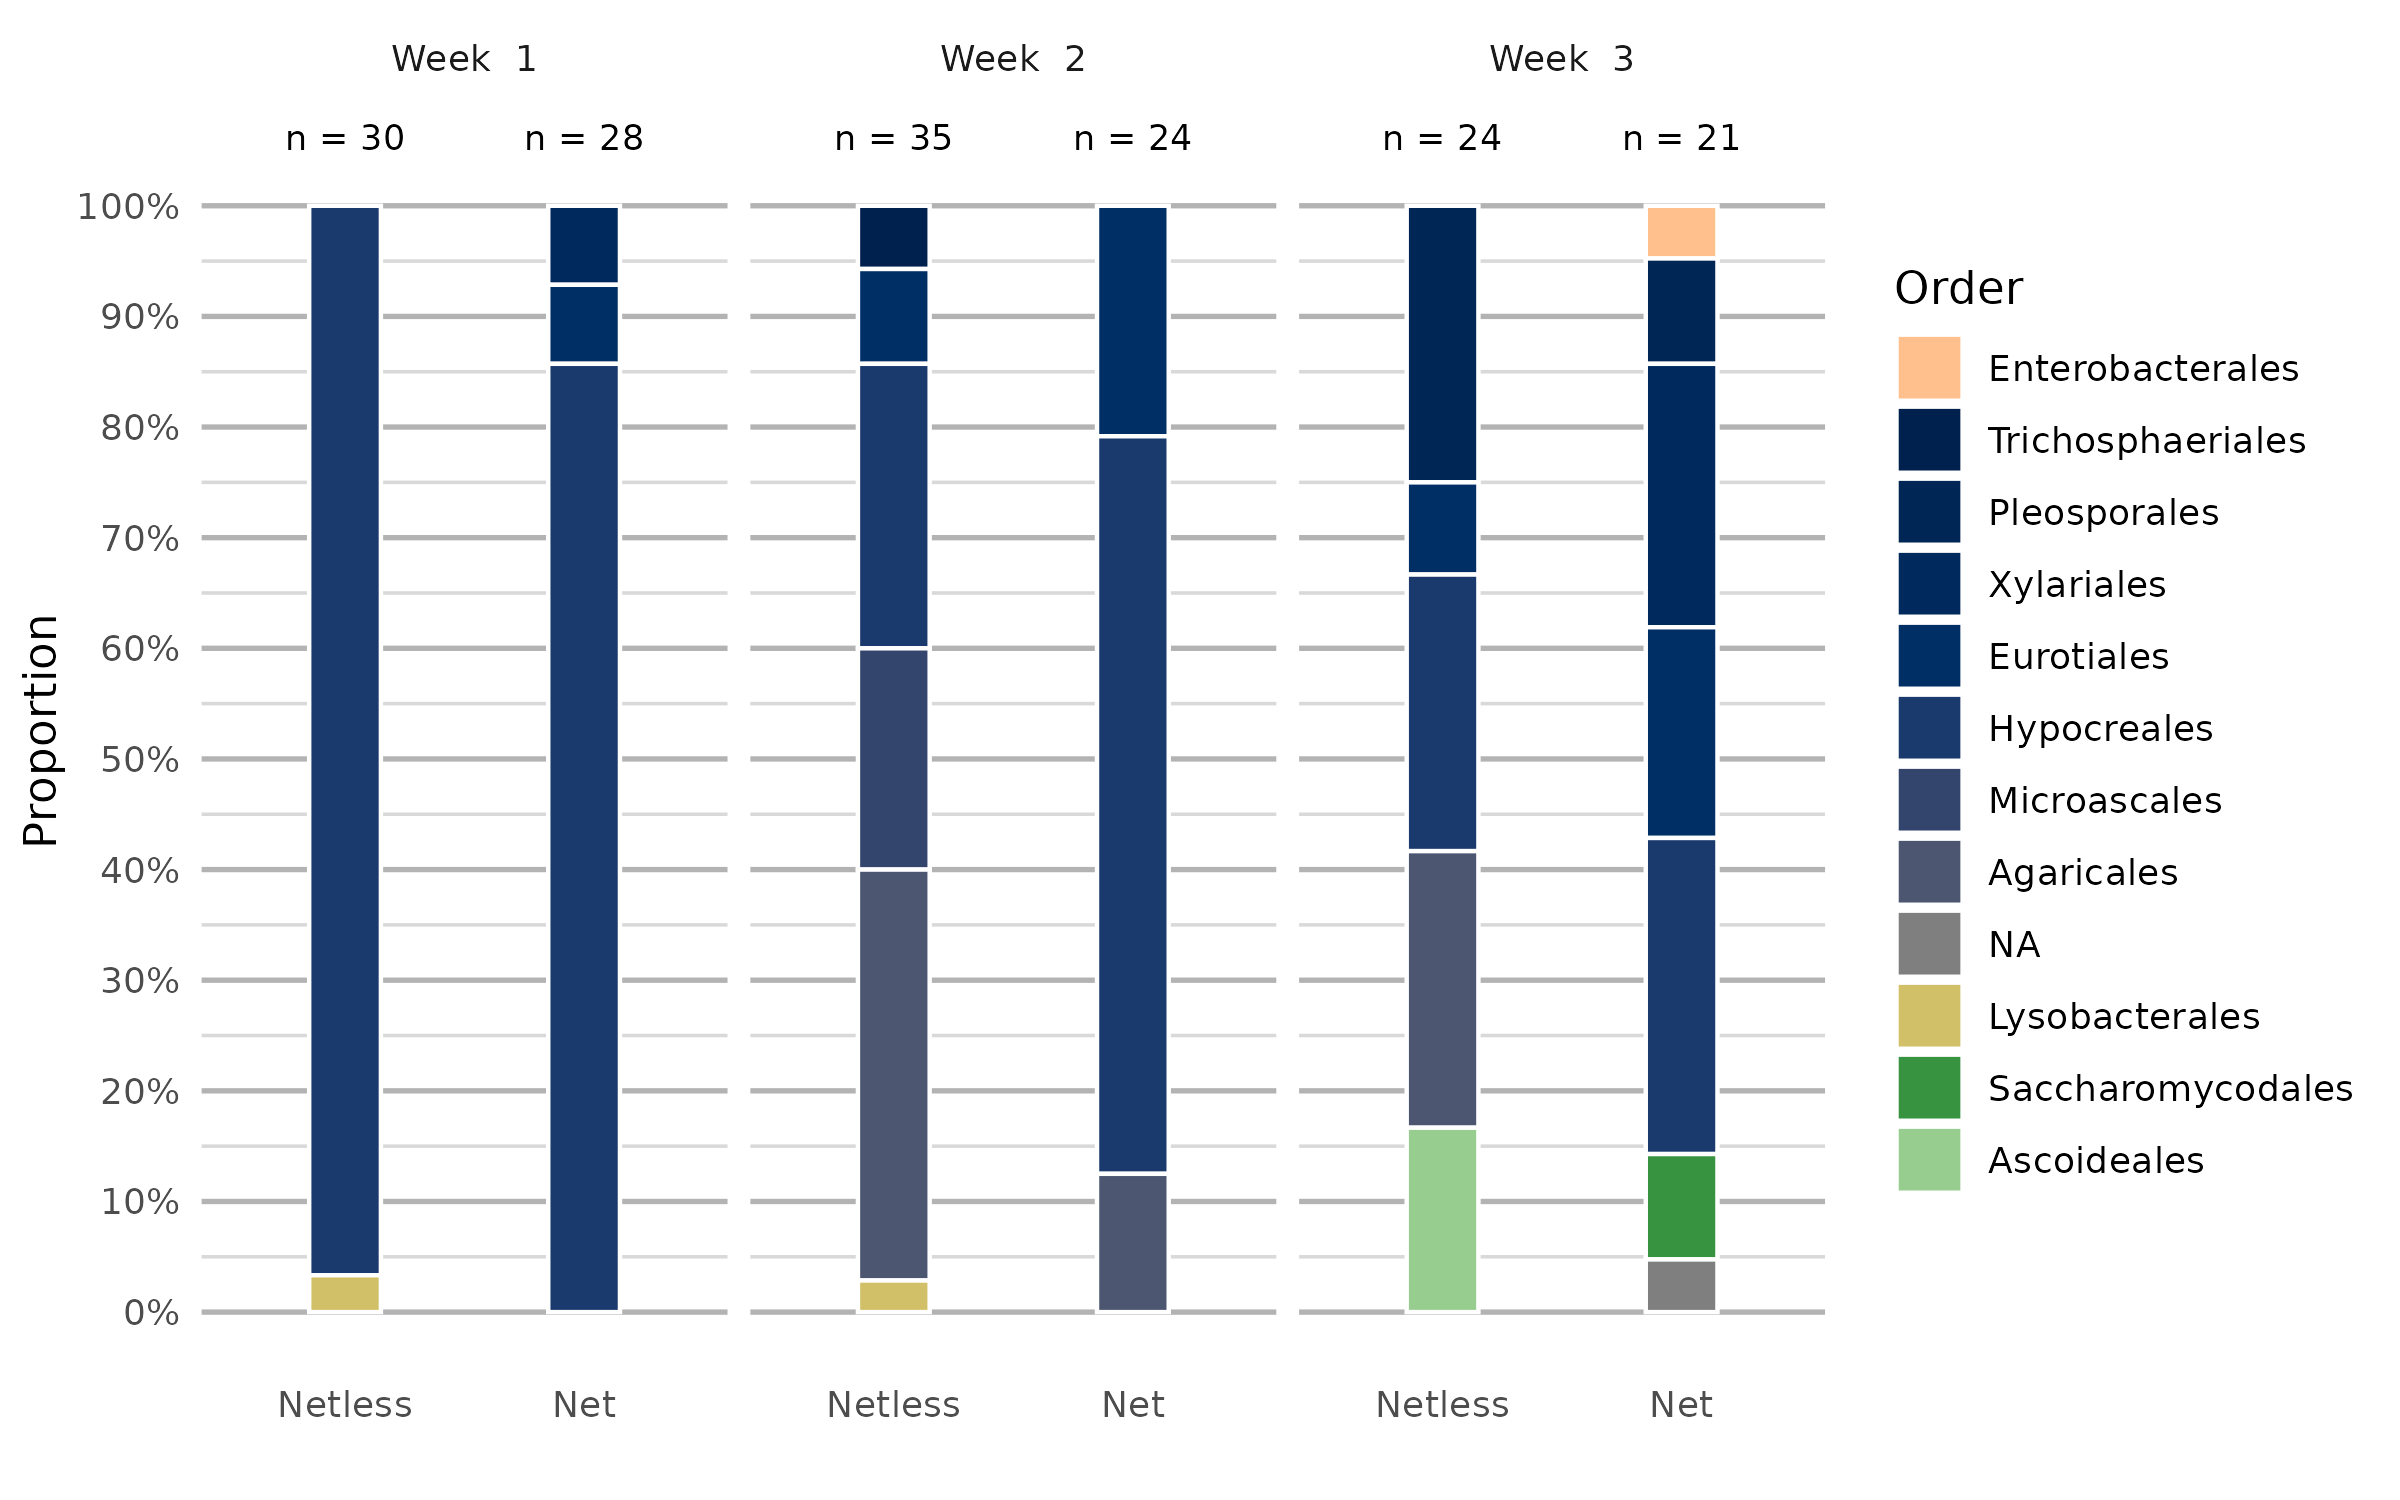 Week 1 Week 2 Week 3
n = 30 n = 28 n = 35 n = 24 n = 24 n = 21
100%
90%
80%
70%
60%
50%
40%
30%
20%
10%
0%
Proportion
Netless Net Netless Net Netless Net
Order
Enterobacterales
Trichosphaeriales
Pleosporales
Xylariales
Eurotiales
Hypocreales
Microascales
Agaricales
NA
Lysobacterales
Saccharomycodales
Ascoideales